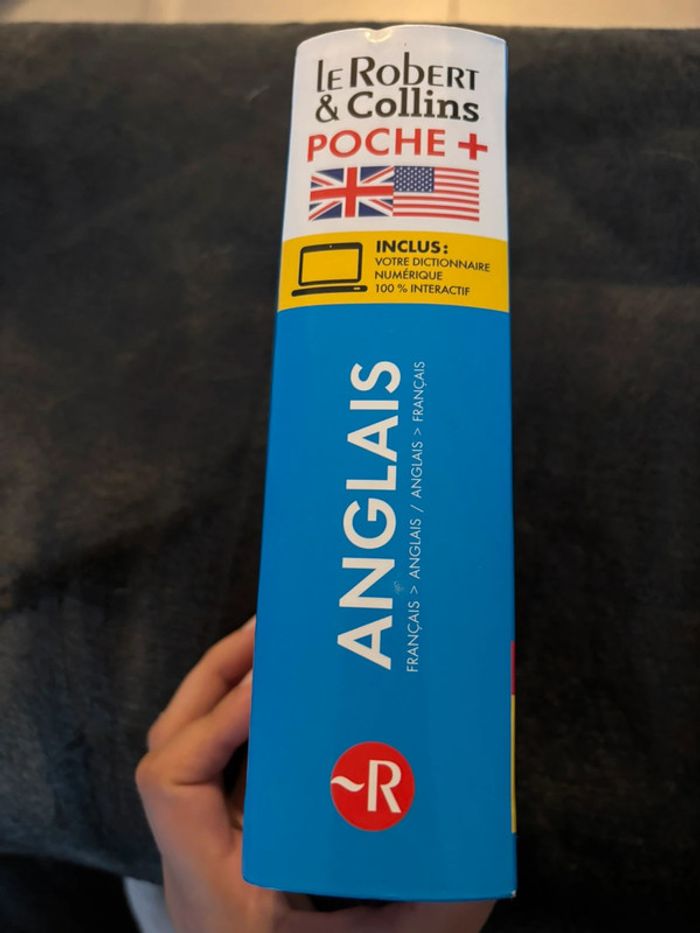 le Robert
& Collins
POCHE +
INCLUS :
VOTRE DICTIONNAIRE
NUMÉRIQUE
100 % INTERACTIF
ANGLAIS
FRANÇAIS > ANGLAIS / ANGLAIS > FRANÇAIS
~R